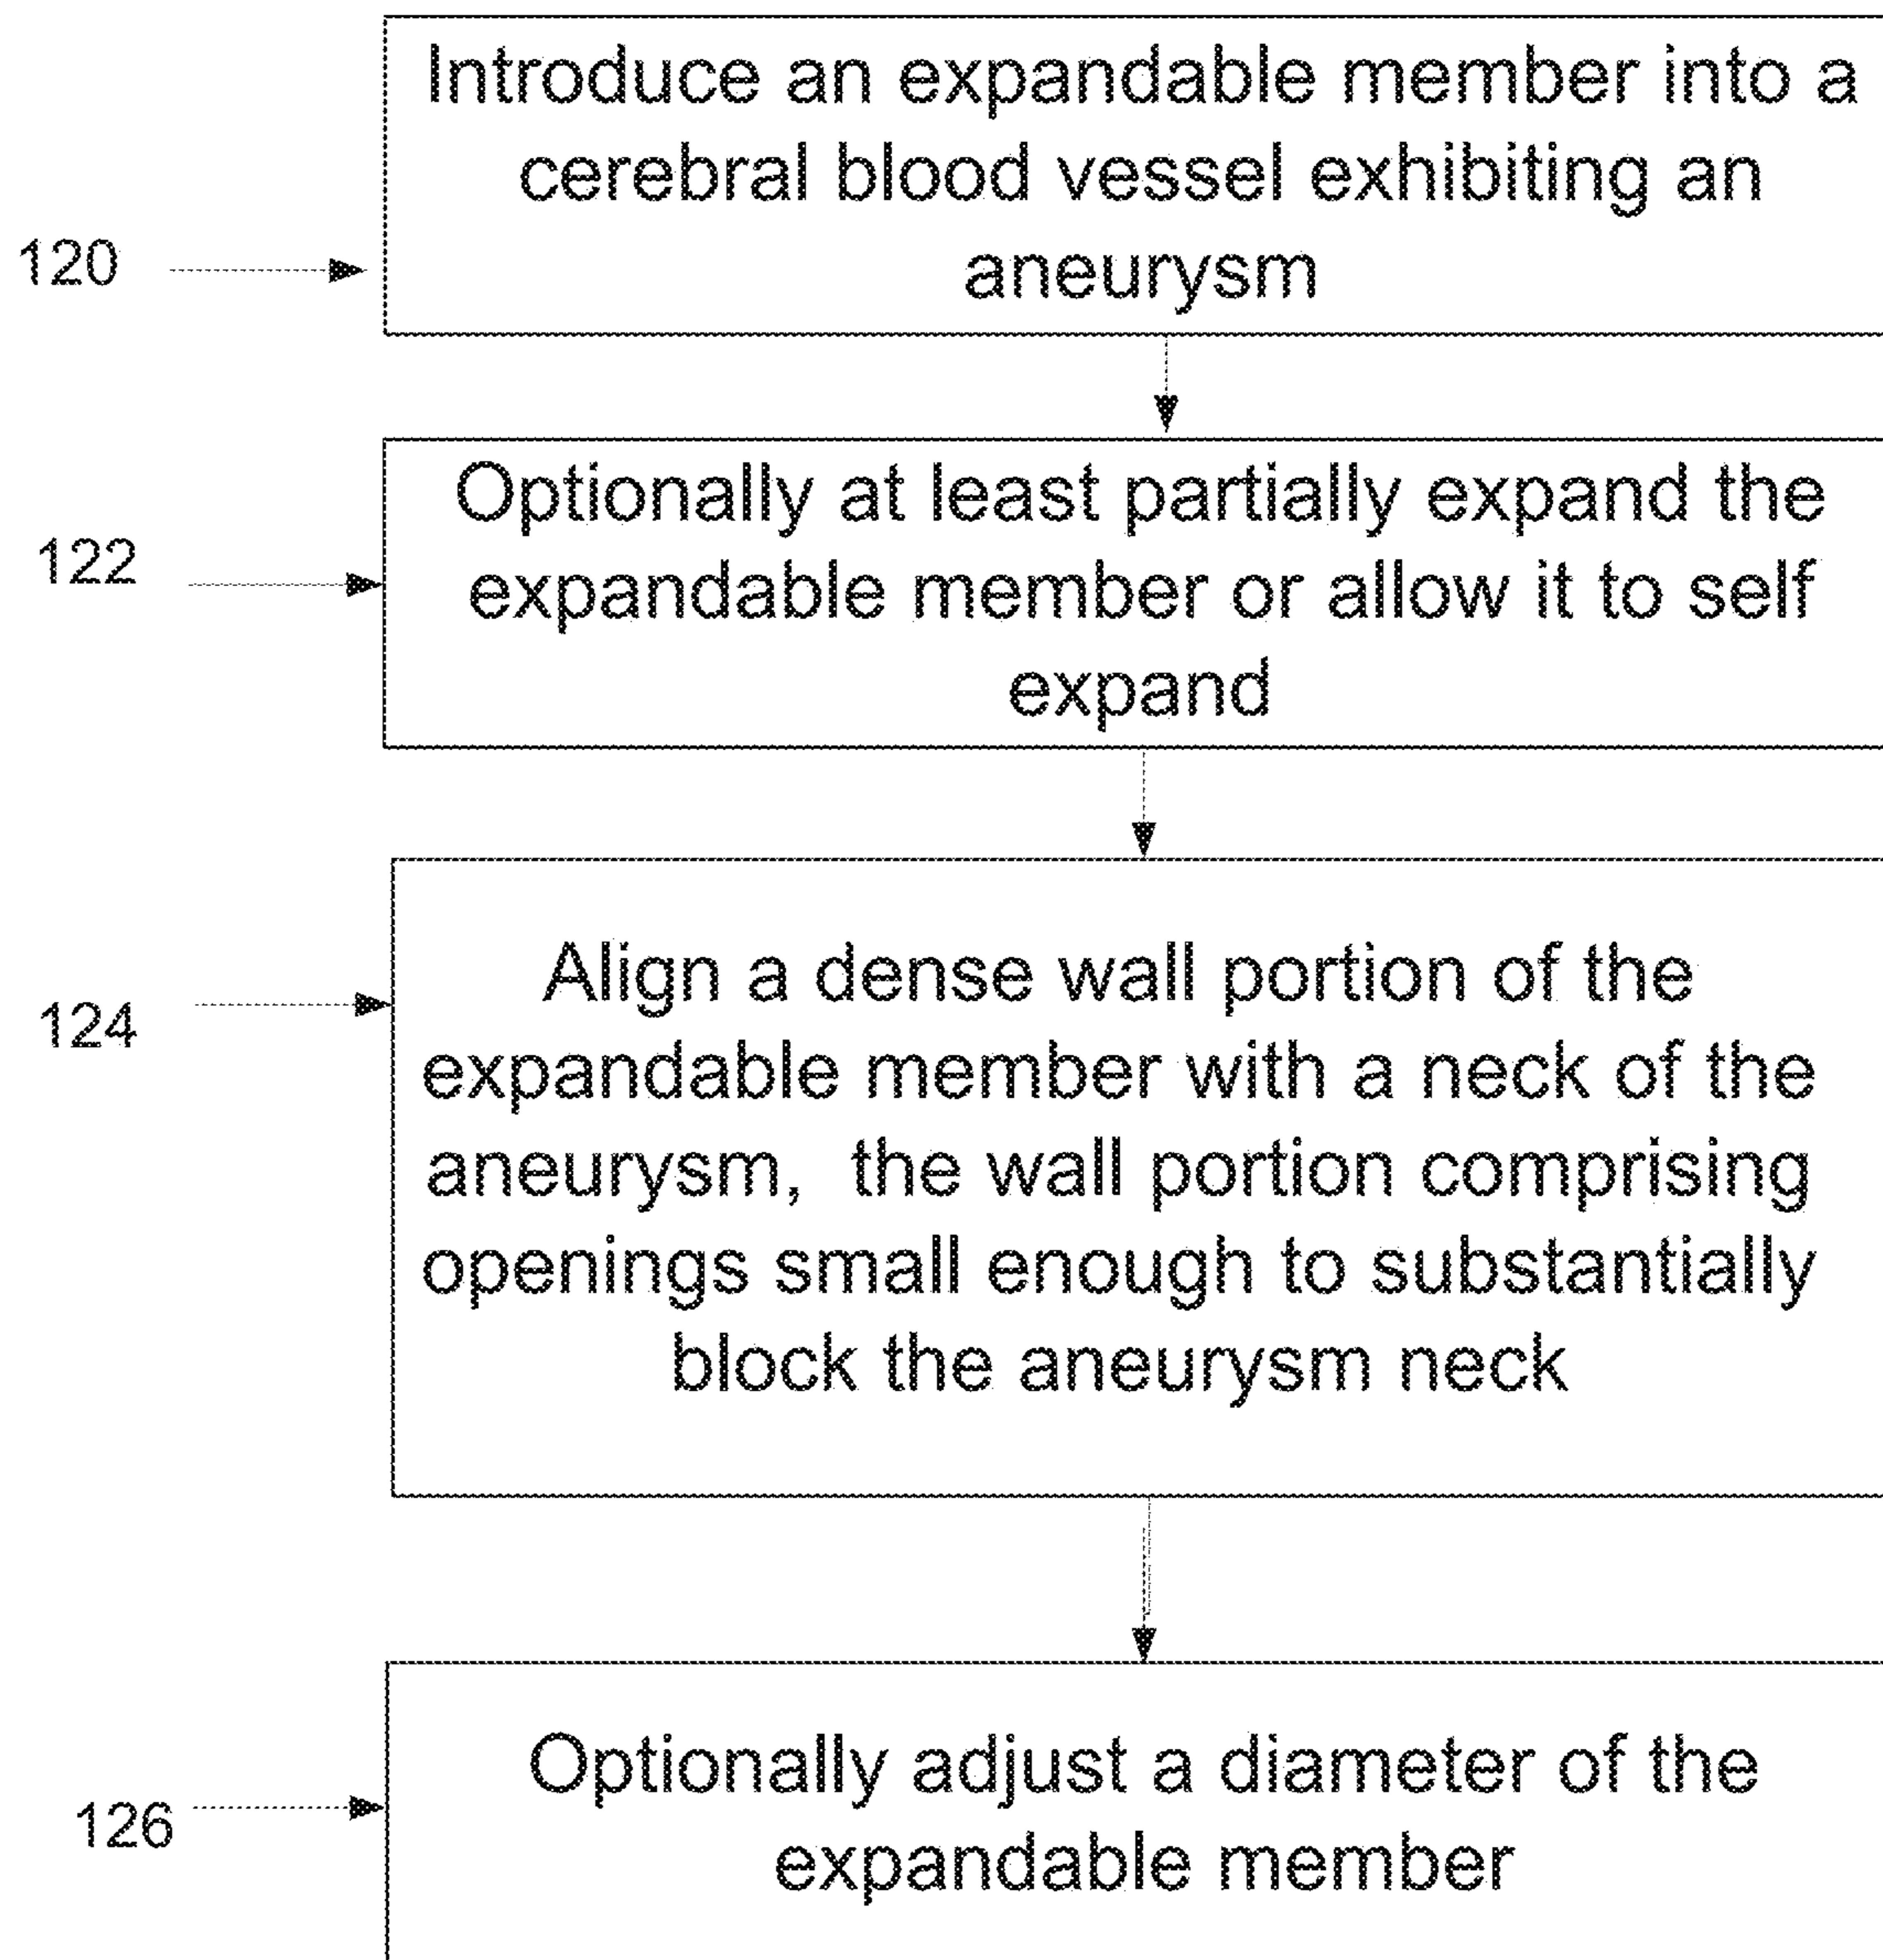 Introduce an expandable member into a
cerebral blood vessel exhibiting an
aneurysm
120
Optionally at least partially expand the
expandable member or allow it to self
expand
122
Align a dense wall portion of the
expandable member with a neck of the
aneurysm, the wall portion comprising
openings small enough to substantially
block the aneurysm neck
124
Optionally adjust a diameter of the
expandable member
126